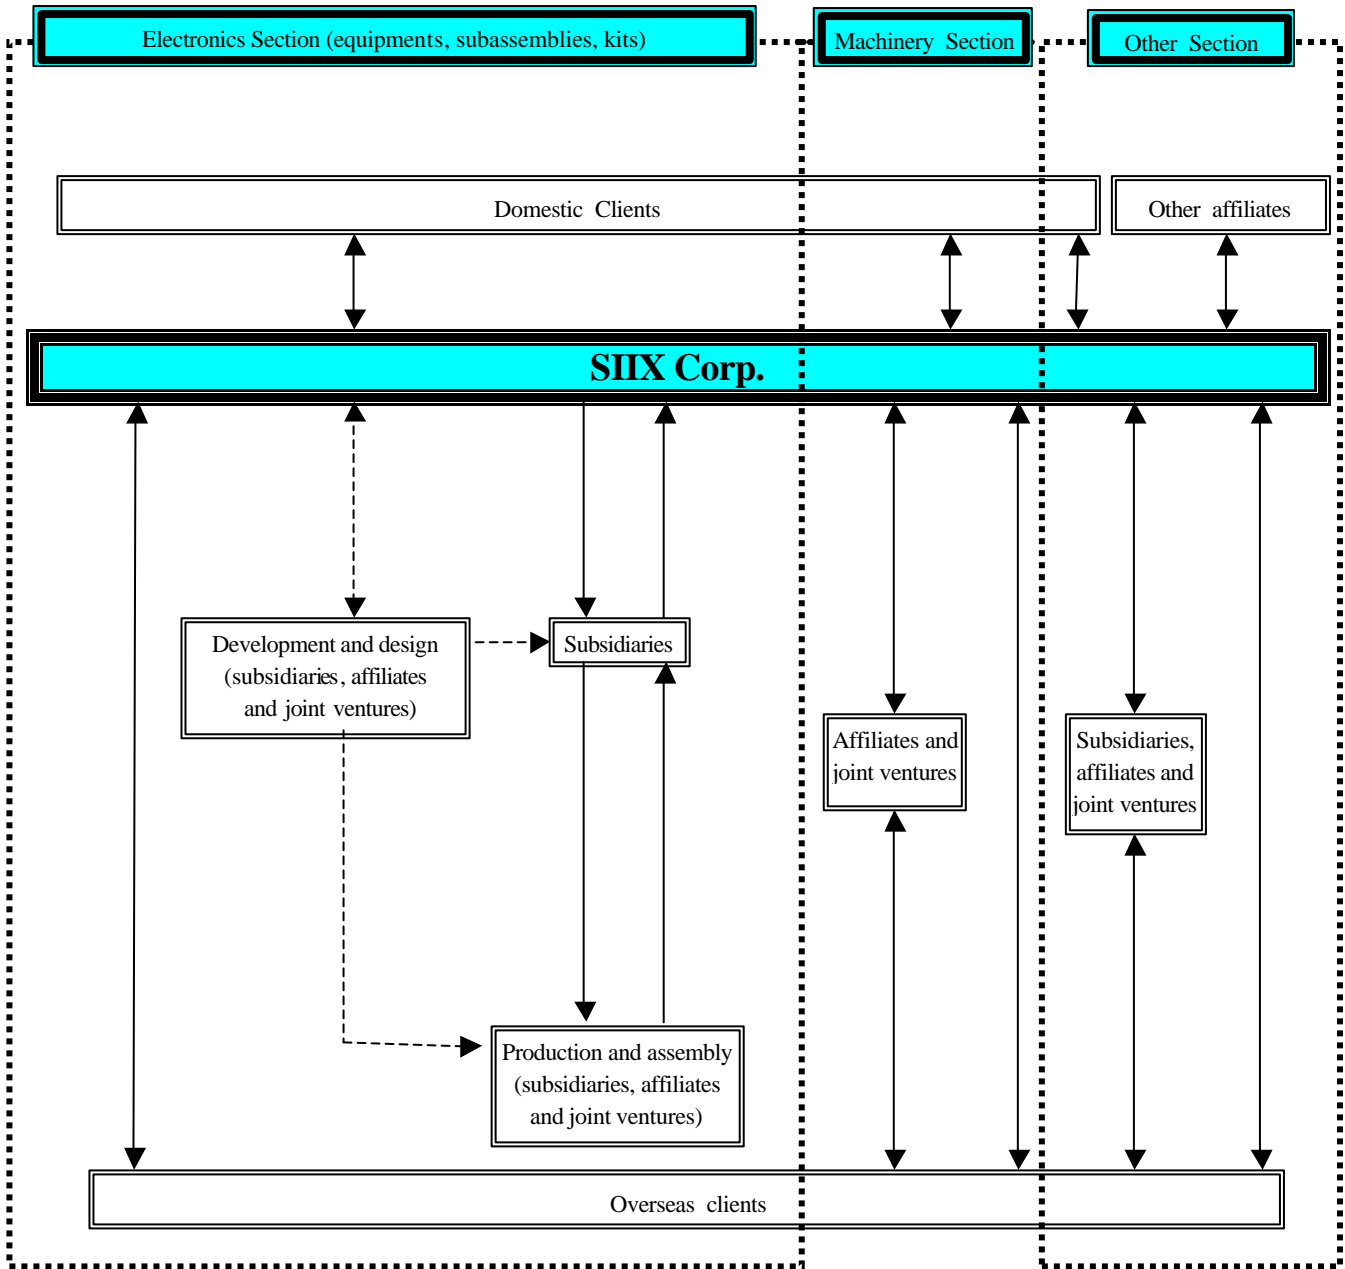 Electronics Section (equipments, subassemblies, kits)
Machinery Section
Other Section
Domestic Clients
Other affiliates
SIIX Corp.
Development and design
(subsidiaries, affiliates
and joint ventures)
Subsidiaries
Affiliates and
joint ventures
Subsidiaries,
affiliates and
joint ventures
Production and assembly
(subsidiaries, affiliates
and joint ventures)
Overseas clients